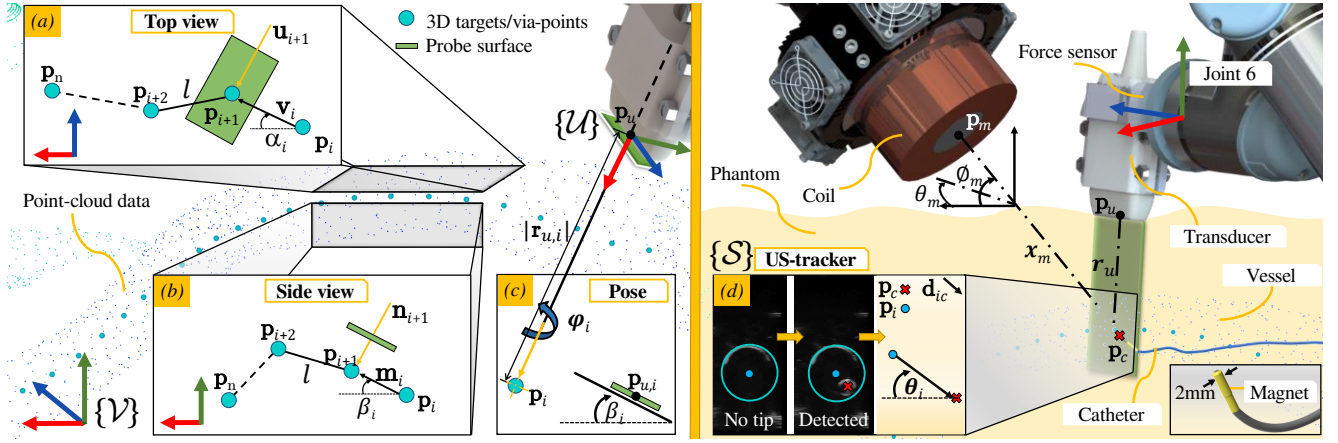 (a)
Top view
3D targets/via-points
Probe surface
u_{i+1}
p_n
p_{i+2}
l
p_{i+1}
v_i
α_i
p_i
{U}
p_u
Point-cloud data
|r_{u,i}|
(b)
Side view
n_{i+1}
p_{i+2}
p_{i+1}
l
m_i
p_n
β_i
p_i
{V}
(c)
Pose
φ_i
p_i
p_{u,i}
β_i
Force sensor
Joint 6
p_m
Phantom
Coil
θ_m
ϕ_m
p_u
Transducer
x_m
r_u
{S}
US-tracker
Vessel
(d)
No tip
Detected
p_c
d_{ic}
p_i
θ_i
p_c
Catheter
2mm
Magnet